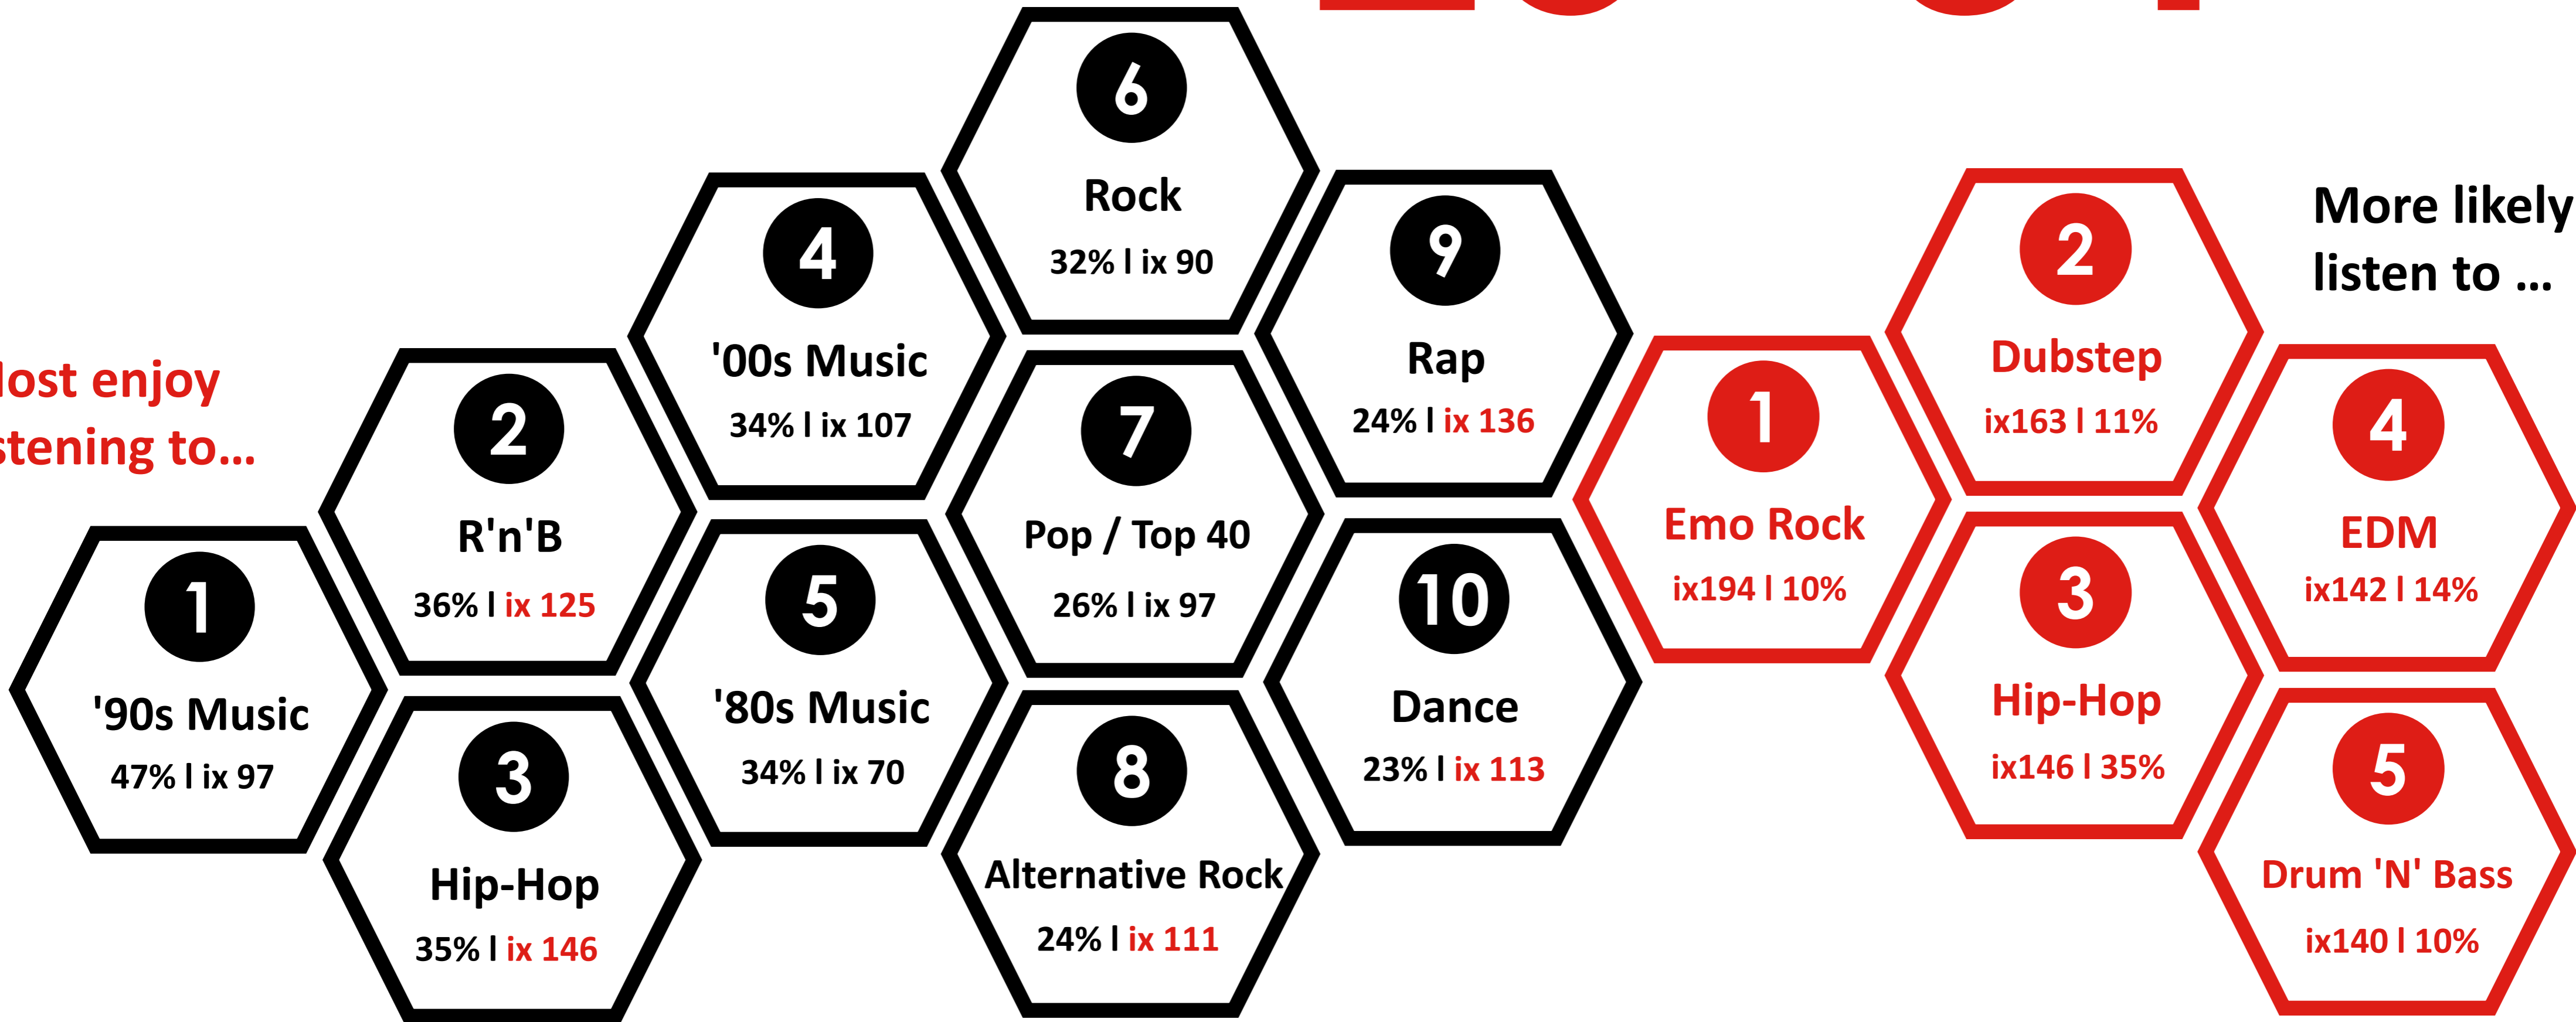 enjoy
to...
1
'90s Music
47% l ix 97
2
R'n'B
36% l ix 125
3
Hip-Hop
35% l ix 146
4
'00s Music
34% l ix 107
5
'80s Music
34% l ix 70
6
Rock
32% l ix 90
7
Pop / Top 40
26% l ix 97
8
Alternative Rock
24% l ix 111
9
Rap
24% l ix 136
10
Dance
23% l ix 113
More likely
listen to ...
1
Emo Rock
ix194 l 10%
2
Dubstep
ix163 l 11%
3
Hip-Hop
ix146 l 35%
4
EDM
ix142 l 14%
5
Drum 'N' Bass
ix140 l 10%